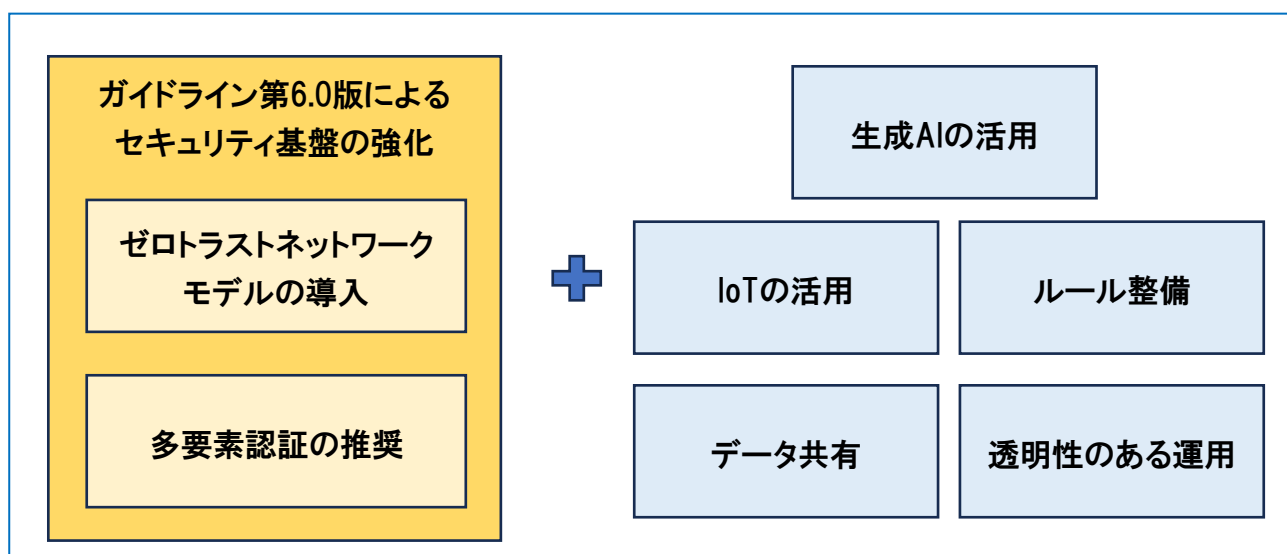 ガイドライン第6.0版による
セキュリティ基盤の強化
ゼロトラストネットワーク
モデルの導入
多要素認証の推奨
生成AIの活用
IoTの活用
ルール整備
データ共有
透明性のある運用